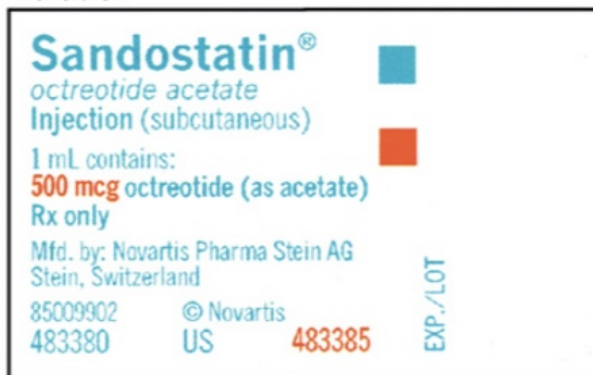 Sandostatin®
octreotide acetate
Injection (subcutaneous)
1 mL contains:
500 mcg octreotide (as acetate)
Rx only
Mfd. by: Novartis Pharma Stein AG
Stein, Switzerland
85009902 © Novartis
483380 US 483385
EXP./LOT